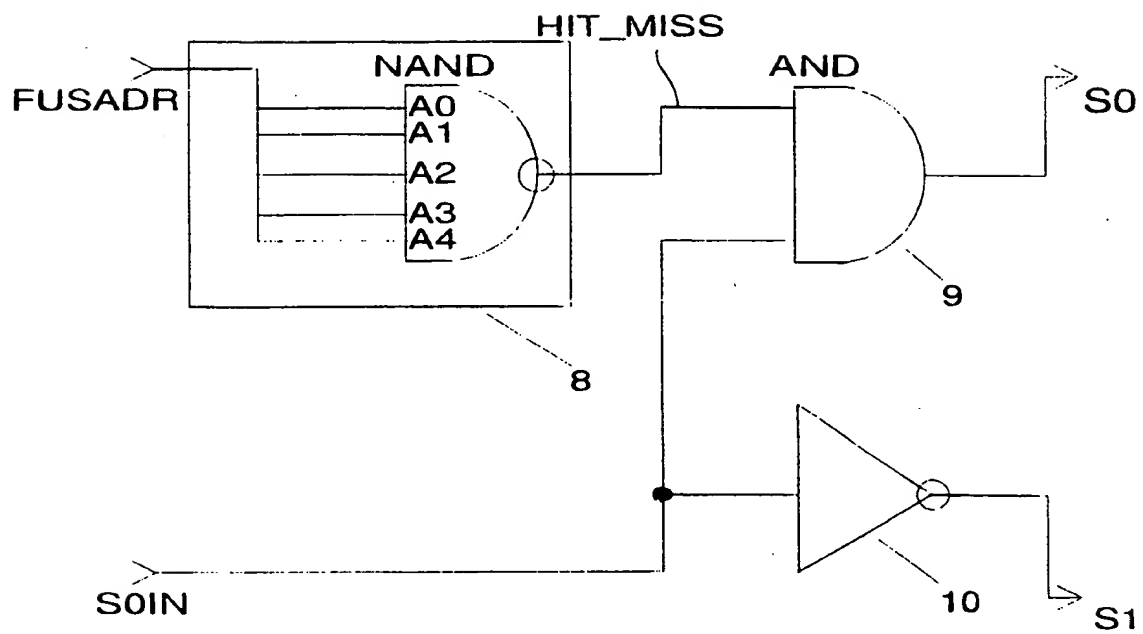 HIT_MISS
NAND
AND
FUSADR
A0
A1
A2
A3
A4
S0
9
8
10
S0IN
S1